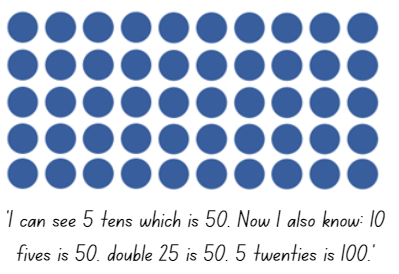 'I can see 5 tens which is 50. Now I also know: 10
fives is 50, double 25 is 50, 5 twenties is 100.'